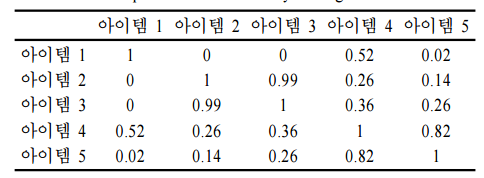 아이템 1 아이템 2 아이템 3 아이템 4 아이템 5
아이템 1 1 0 0 0.52 0.02
아이템 2 0 1 0.99 0.26 0.14
아이템 3 0 0.99 1 0.36 0.26
아이템 4 0.52 0.26 0.36 1 0.82
아이템 5 0.02 0.14 0.26 0.82 1